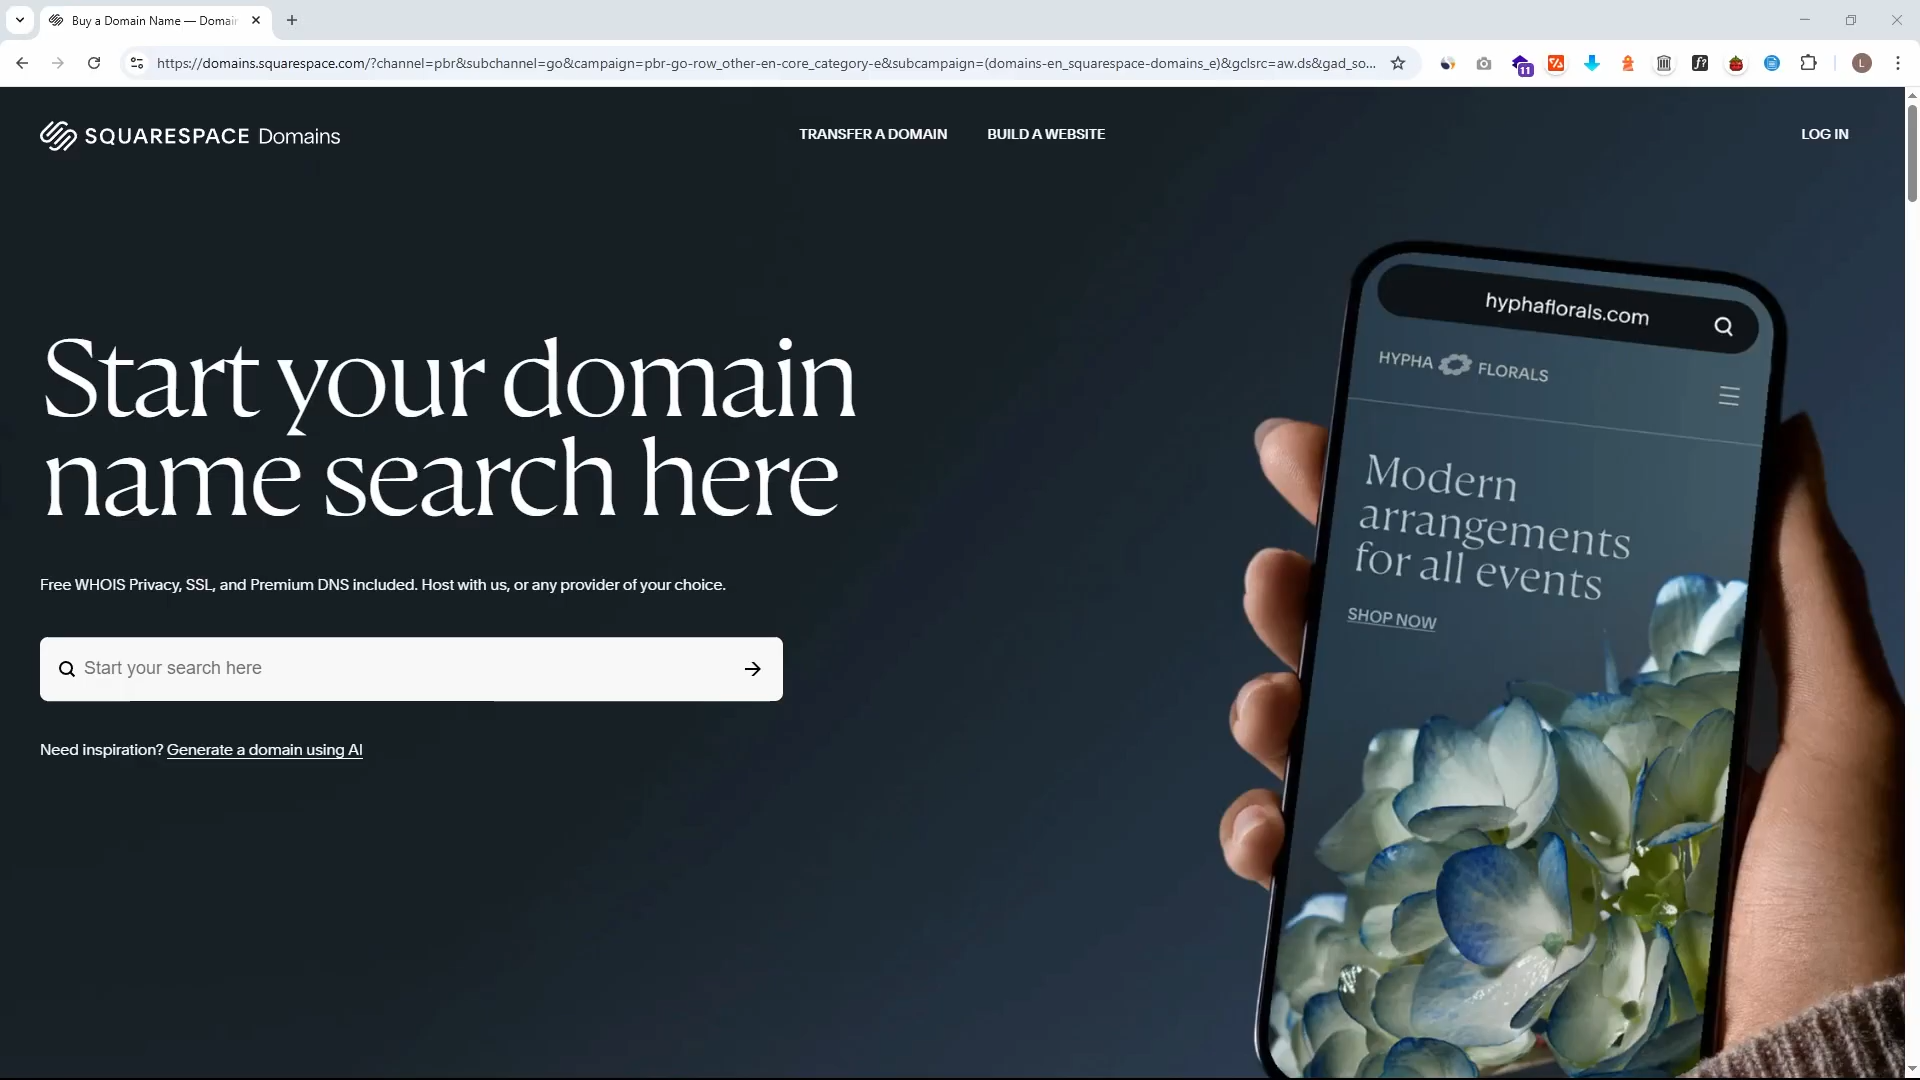 Buy a Domain Name — Domai
https://domains.squarespace.com/?channel=pbr&subchannel=go&campaign=pbr-go-row_other-en-core_category-e&subcampaign=(domains-en_squarespace-domains_e)&gclsrc=aw.ds&gad_so...
11
f?
L
SQUARESPACE Domains
TRANSFER A DOMAIN
BUILD A WEBSITE
LOG IN
Start your domain
name search here
Free WHOIS Privacy, SSL, and Premium DNS included. Host with us, or any provider of your choice.
Start your search here
Need inspiration? Generate a domain using AI
hyphaflorals.com
HYPHA FLORALS
Modern
arrangements
for all events
SHOP NOW